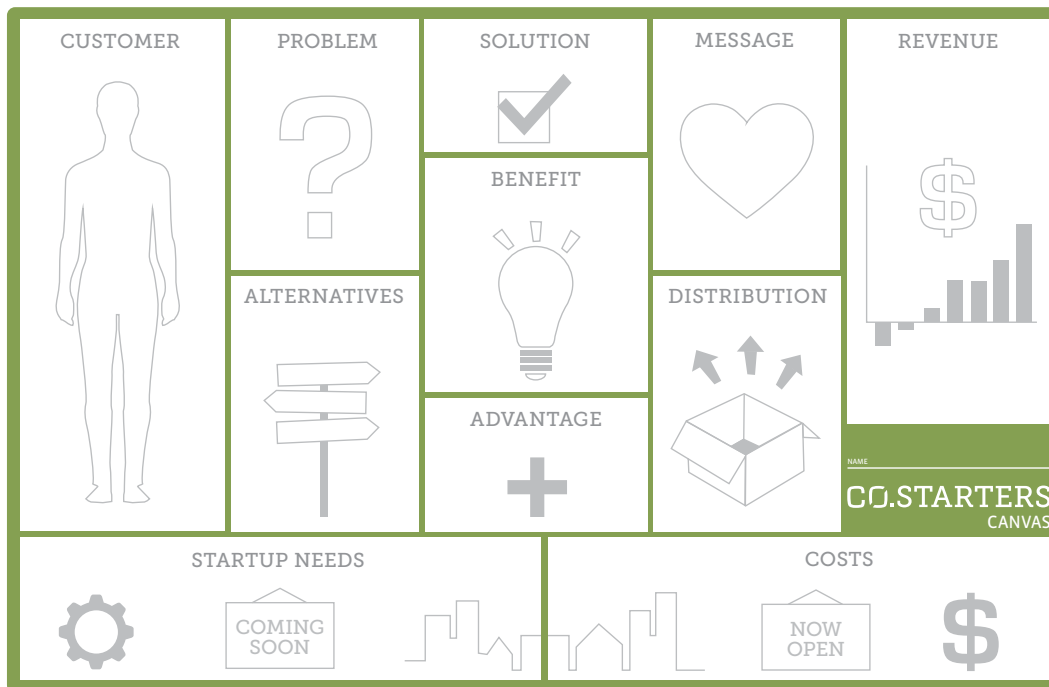 CUSTOMER
PROBLEM
SOLUTION
MESSAGE
REVENUE
BENEFIT
ALTERNATIVES
DISTRIBUTION
ADVANTAGE
NAME
CO.STARTERS
CANVAS
STARTUP NEEDS
COMING
SOON
COSTS
NOW
OPEN
$
$